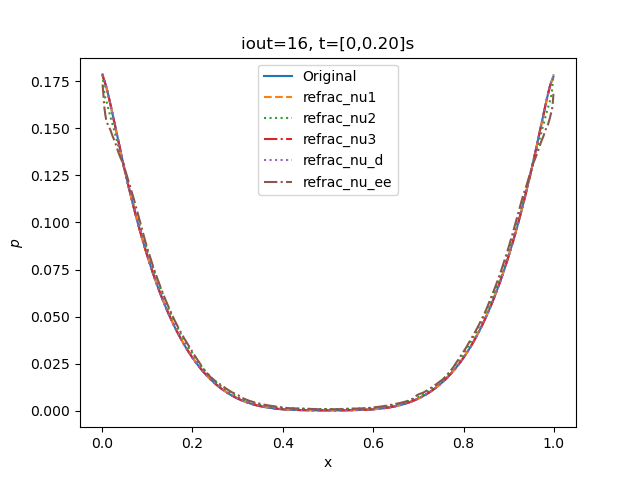 iout=16, t=[0,0.20]s
Original
refrac_nu1
refrac_nu2
refrac_nu3
refrac_nu_d
refrac_nu_ee
0.175
0.150
0.125
0.100
0.075
0.050
0.025
0.000
p
0.0 0.2 0.4 0.6 0.8 1.0
x